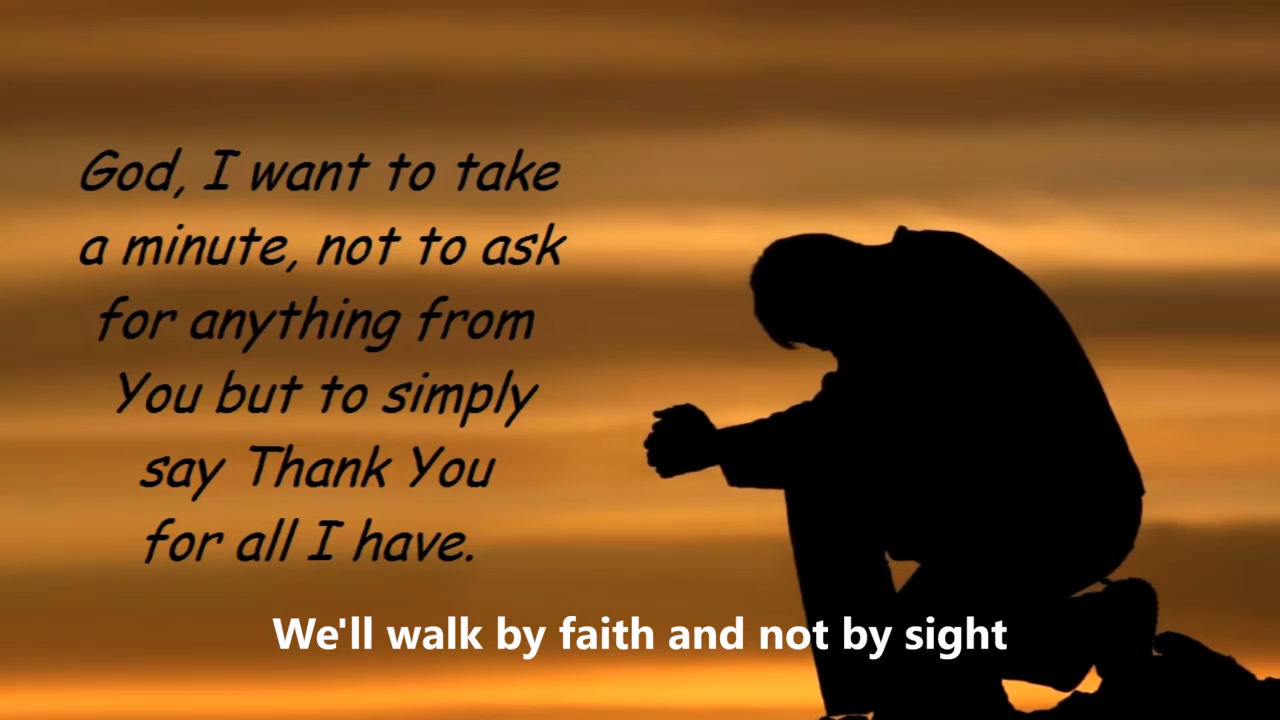 God, I want to take
a minute, not to ask
for anything from
You but to simply
say Thank You
for all I have.
We'll walk by faith and not by sight